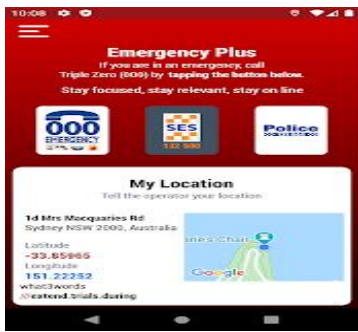 10:08
Emergency Plus
If you are in an emergency, call
Triple Zero (000) by tapping the button below.
Stay focused, stay relevant, stay on line
000
EMERGENCY
SES
132 500
Police
My Location
Tell the operator your location
1d Mrs Macquaries Rd
Sydney NSW 2000, Australia
Latitude
-33.85965
Longitude
151.22252
what3words
///extend.trials.during
Chair
Google